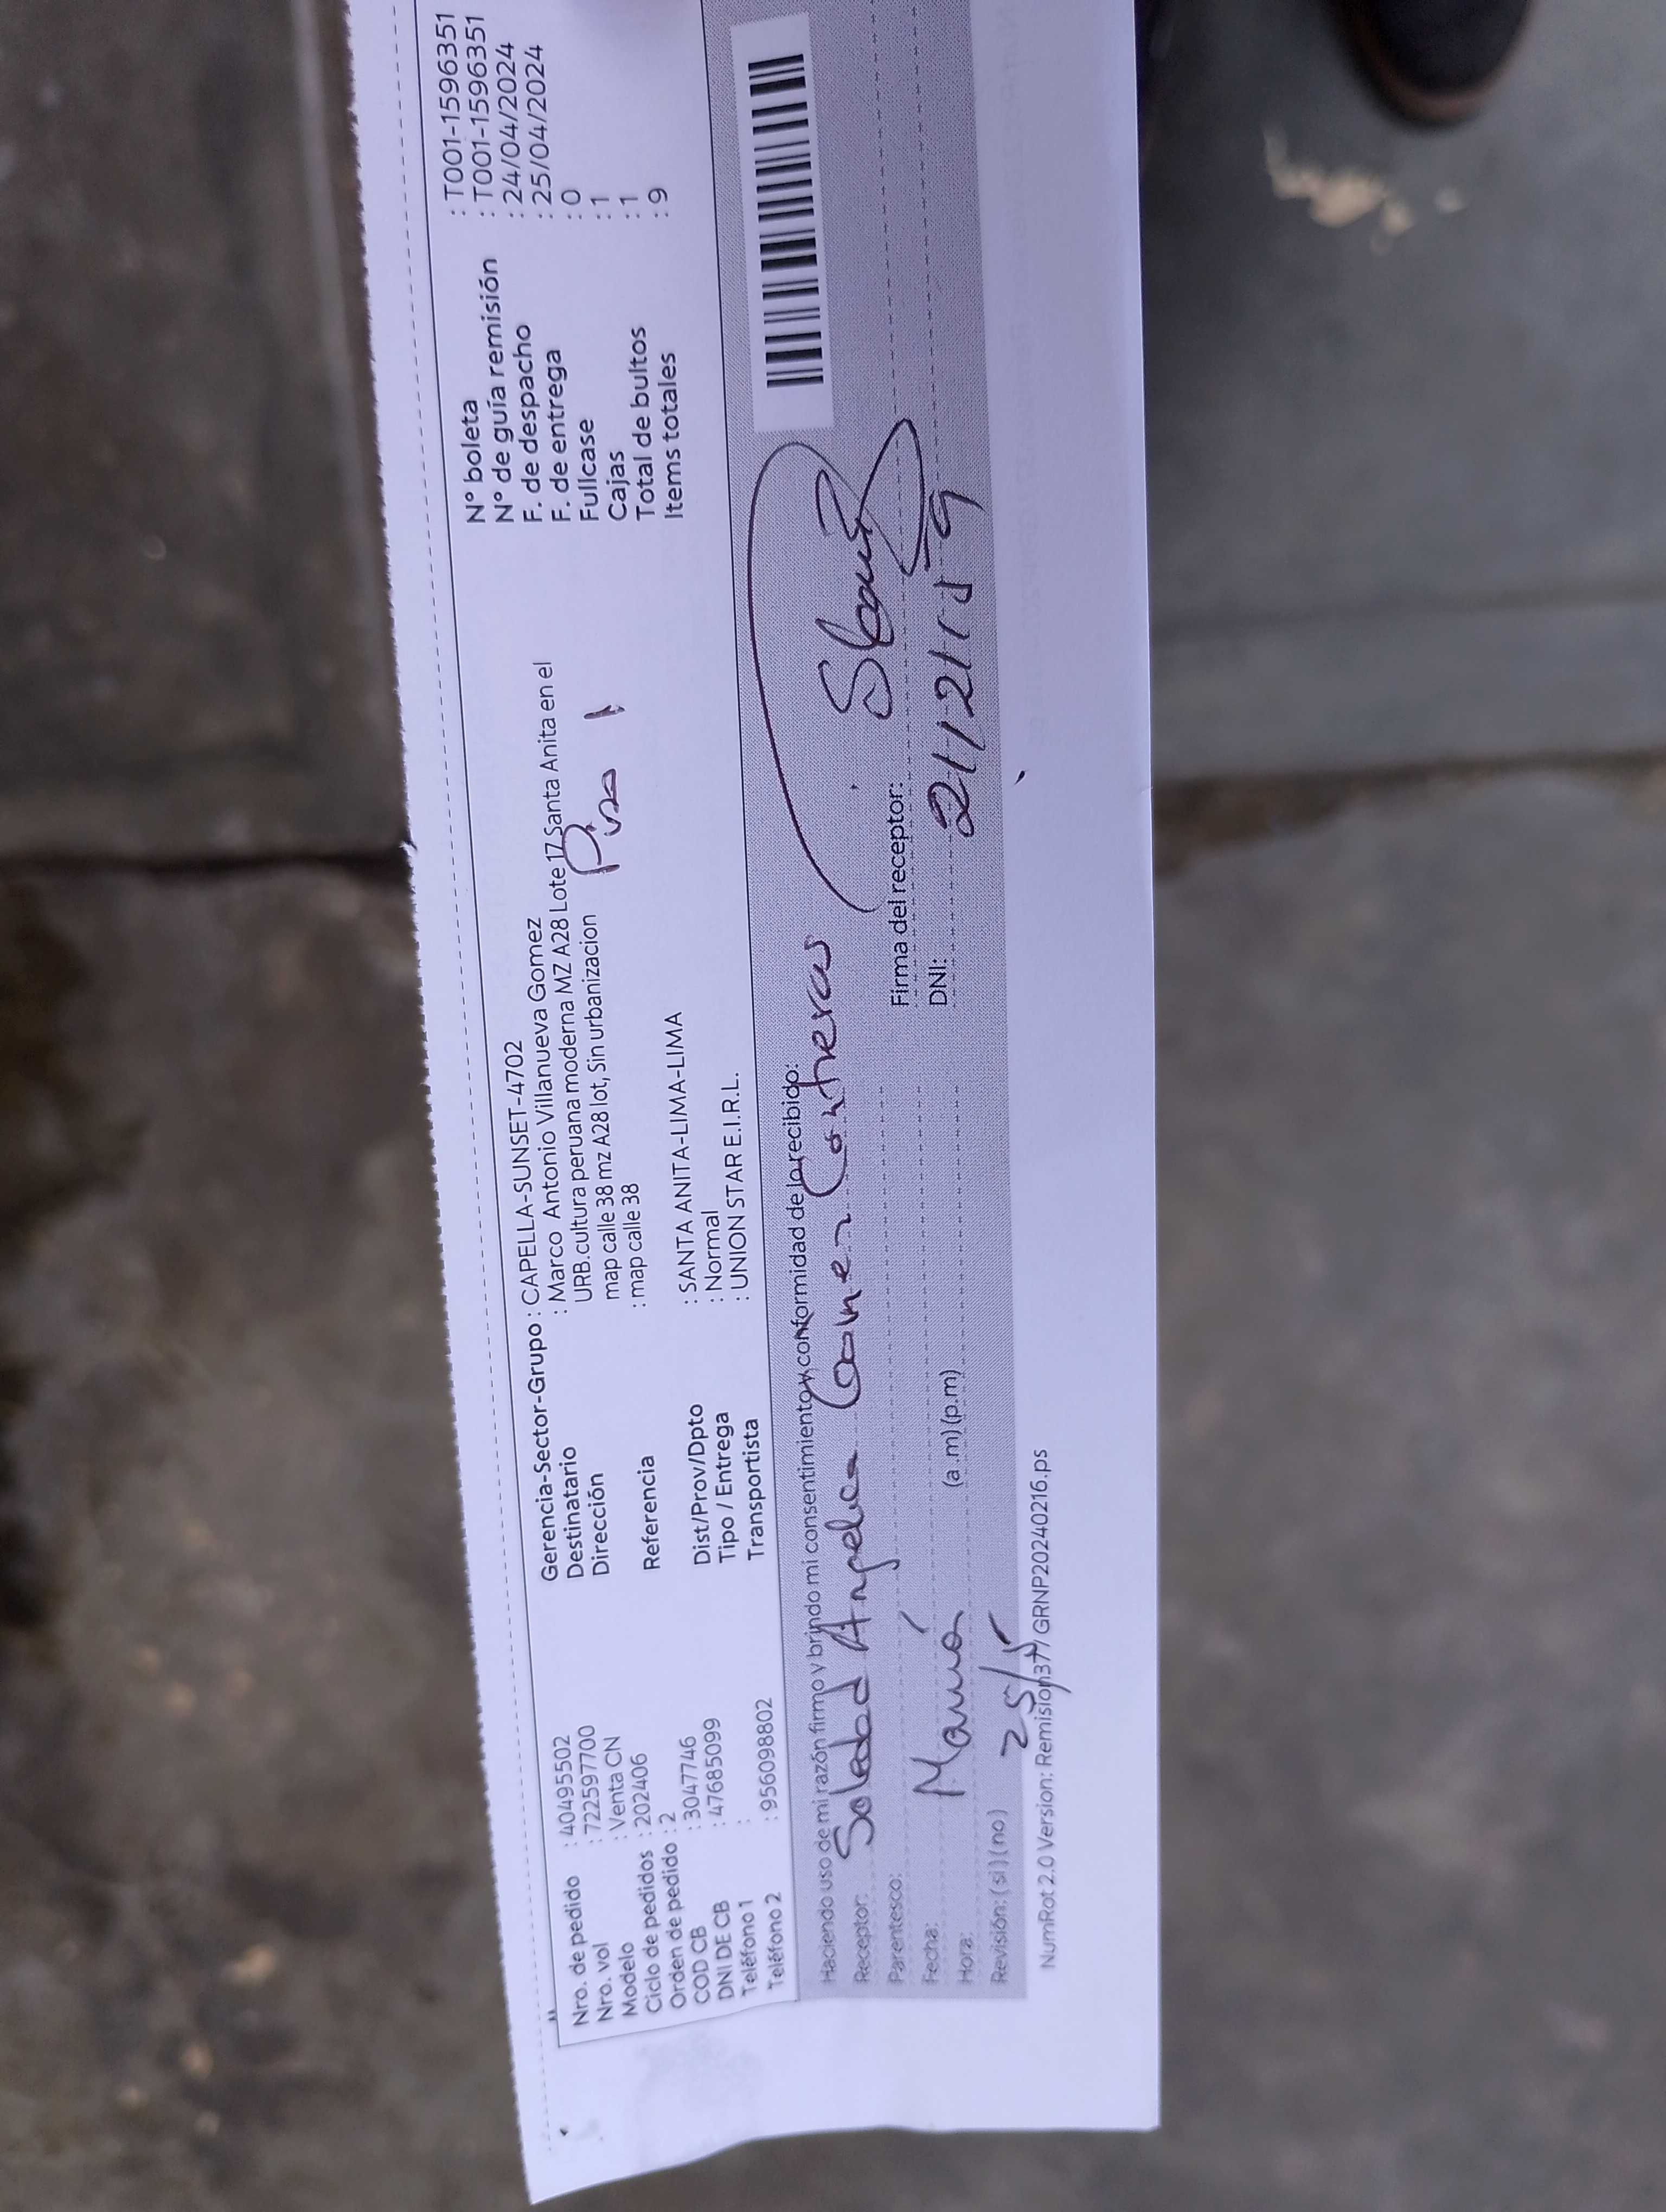 Nro. de pedido : 40495502
Nro. vol : 722597700
Modelo : Venta CN
Ciclo de pedidos : 202406
Orden de pedido : 2
COD CB : 3047746
DNI DE CB : 47685099
Teléfono 1 :
Teléfono 2 : 956098802
Gerencia-Sector-Grupo : CAPELLA-SUNSET-4702
Destinatario : Marco Antonio Villanueva Gomez
Dirección URB.cultura peruana moderna MZ A28 Lote 17 Santa Anita en el
map calle 38 mz A28 lot, Sin urbanizacion
Piso 1
Referencia : map calle 38
Dist/Prov/Dpto : SANTA ANITA-LIMA-LIMA
Tipo / Entrega : Normal
Transportista : UNION STAR E.I.R.L.
N° boleta : T001-1596351
N° de guía remisión : T001-1596351
F. de despacho : 24/04/2024
F. de entrega : 25/04/2024
Fullcase : 0
Cajas : 1
Total de bultos : 1
Items totales : 9
Haciendo uso de mi razón firmo y brindo mi consentimiento y conformidad de lo recibido:
Receptor: Soledad Angelica Contreras
Parentesco: Mamá
Firma del receptor:
Fecha:
DNI:
Hora: (a.m) (p.m)
Revisión: (si) (no)
NumRot 2.0 Version: Remision377/GRNP20240216.ps